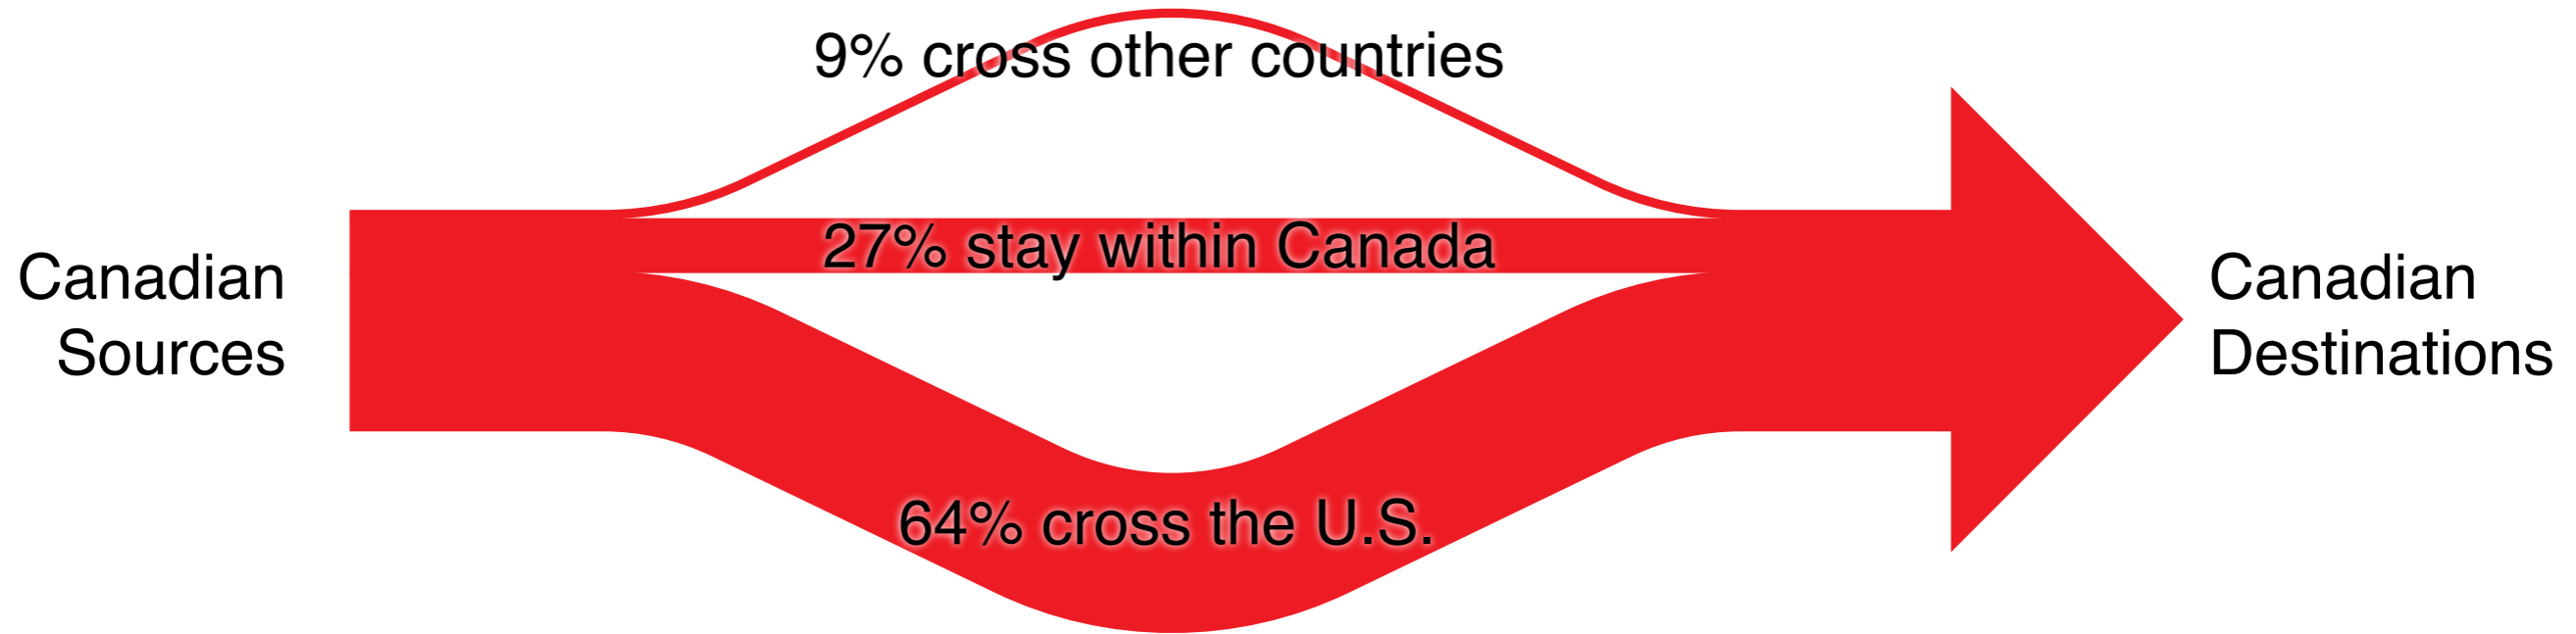 9% cross other countries
27% stay within Canada
Canadian
Sources
Canadian
Destinations
64% cross the U.S.